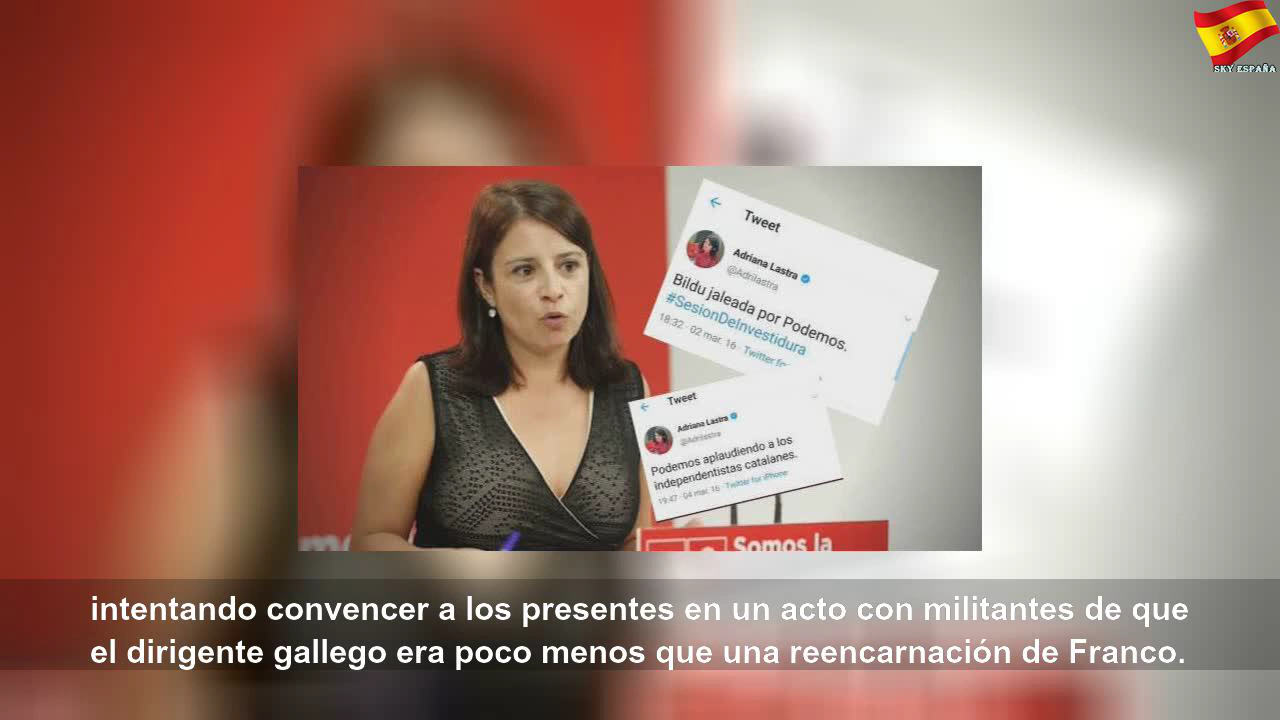 SKY ESPAÑA
Tweet
Adriana Lastra
@Adrilastra
Bildu jaleada por Podemos.
#SesionDeInvestidura
18:32 · 02 mar. 16 · Twitter for
Tweet
Adriana Lastra
@Adrilastra
Podemos aplaudiendo a los
independentistas catalanes.
19:47 · 04 mar. 16 · Twitter for iPhone
Somos la
intentando convencer a los presentes en un acto con militantes de que
el dirigente gallego era poco menos que una reencarnación de Franco.